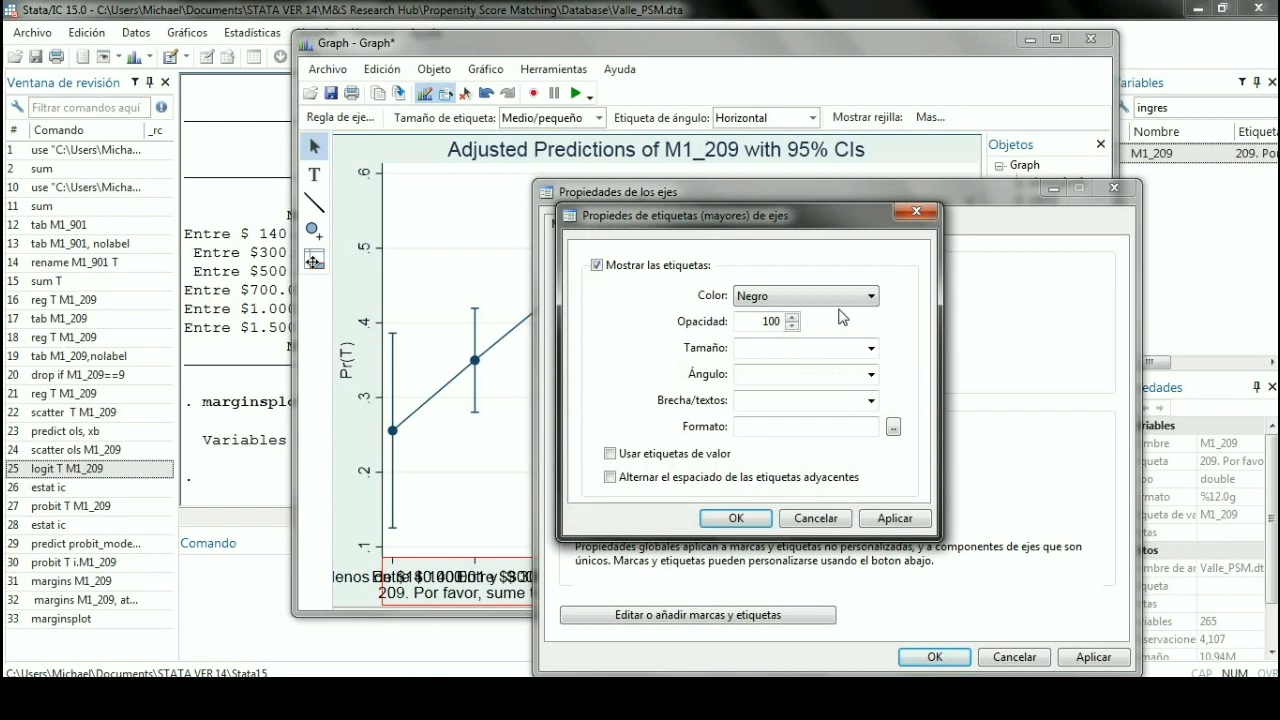 Stata/IC 15.0 - C:\Users\Michael\Documents\STATA VER 14\M&S Research Hub\Propensity Score Matching\Database\Valle_PSM.dta
Archivo Edición Datos Gráficos Estadísticas
Ventana de revisión
Filtrar comandos aquí
# Comando _rc
1 use "C:\Users\Micha...
2 sum
10 use "C:\Users\Micha...
11 sum
12 tab M1_901
13 tab M1_901, nolabel
14 rename M1_901 T
15 sum T
16 reg T M1_209
17 tab M1_209
18 reg T M1_209
19 tab M1_209,nolabel
20 drop if M1_209==9
21 reg T M1_209
22 scatter T M1_209
23 predict ols, xb
24 scatter ols M1_209
25 logit T M1_209
26 estat ic
27 probit T M1_209
28 estat ic
29 predict probit_mode...
30 probit T i.M1_209
31 margins M1_209
32 margins M1_209, at...
33 marginsplot
M
Entre $ 140.
Entre $300.
Entre $500.
Entre $700.0
Entre $1.000
Entre $1.500
M
. marginsplo
Variables
.
Comando
Graph - Graph*
Archivo Edición Objeto Gráfico Herramientas Ayuda
Regla de eje... Tamaño de etiqueta: Medio/pequeño Etiqueta de ángulo: Horizontal Mostrar rejilla: Mas...
T
Adjusted Predictions of M1_209 with 95% CIs
Pr(T)
.6
.5
.4
.3
.2
.1
209. Por favor, sume t
Objetos
Graph
Propiedades de los ejes
Propiedes de etiquetas (mayores) de ejes
Mostrar las etiquetas:
Color: Negro
Opacidad: 100
Tamaño:
Ángulo:
Brecha/textos:
Formato: ..
Usar etiquetas de valor
Alternar el espaciado de las etiquetas adyacentes
OK Cancelar Aplicar
Propiedades globales aplican a marcas y etiquetas no personalizadas, y a componentes de ejes que son
únicos. Marcas y etiquetas pueden personalizarse usando el boton abajo.
Editar o añadir marcas y etiquetas
OK Cancelar Aplicar
ariables
ingres
Nombre Etiquet
M1_209 209. Por
edades
riables
mbre M1_209
queta 209. Por favo
po double
rmato %12.0g
queta de va M1_209
tas
tos
mbre de ar Valle_PSM.dt
queta
tas
riables 265
servacione 4,107
maño 10.94M
C:\Users\Michael\Documents\STATA VER 14\Stata15
CAP NUM OVR